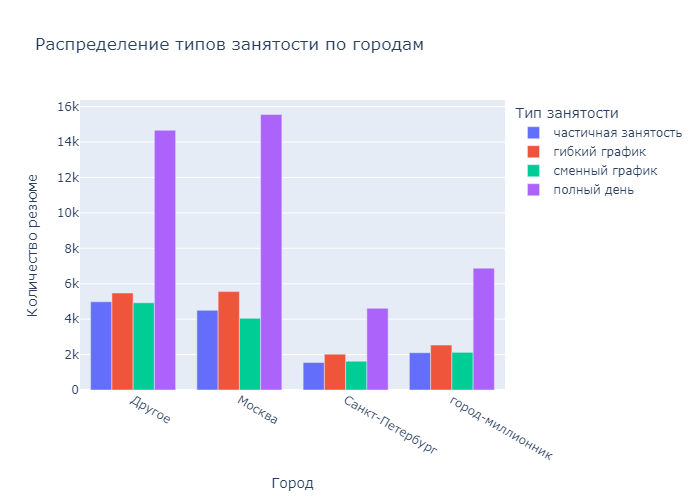 Распределение типов занятости по городам
Тип занятости
частичная занятость
гибкий график
сменный график
полный день
Количество резюме
16k
14k
12k
10k
8k
6k
4k
2k
0
Другое
Москва
Санкт-Петербург
город-миллионник
Город